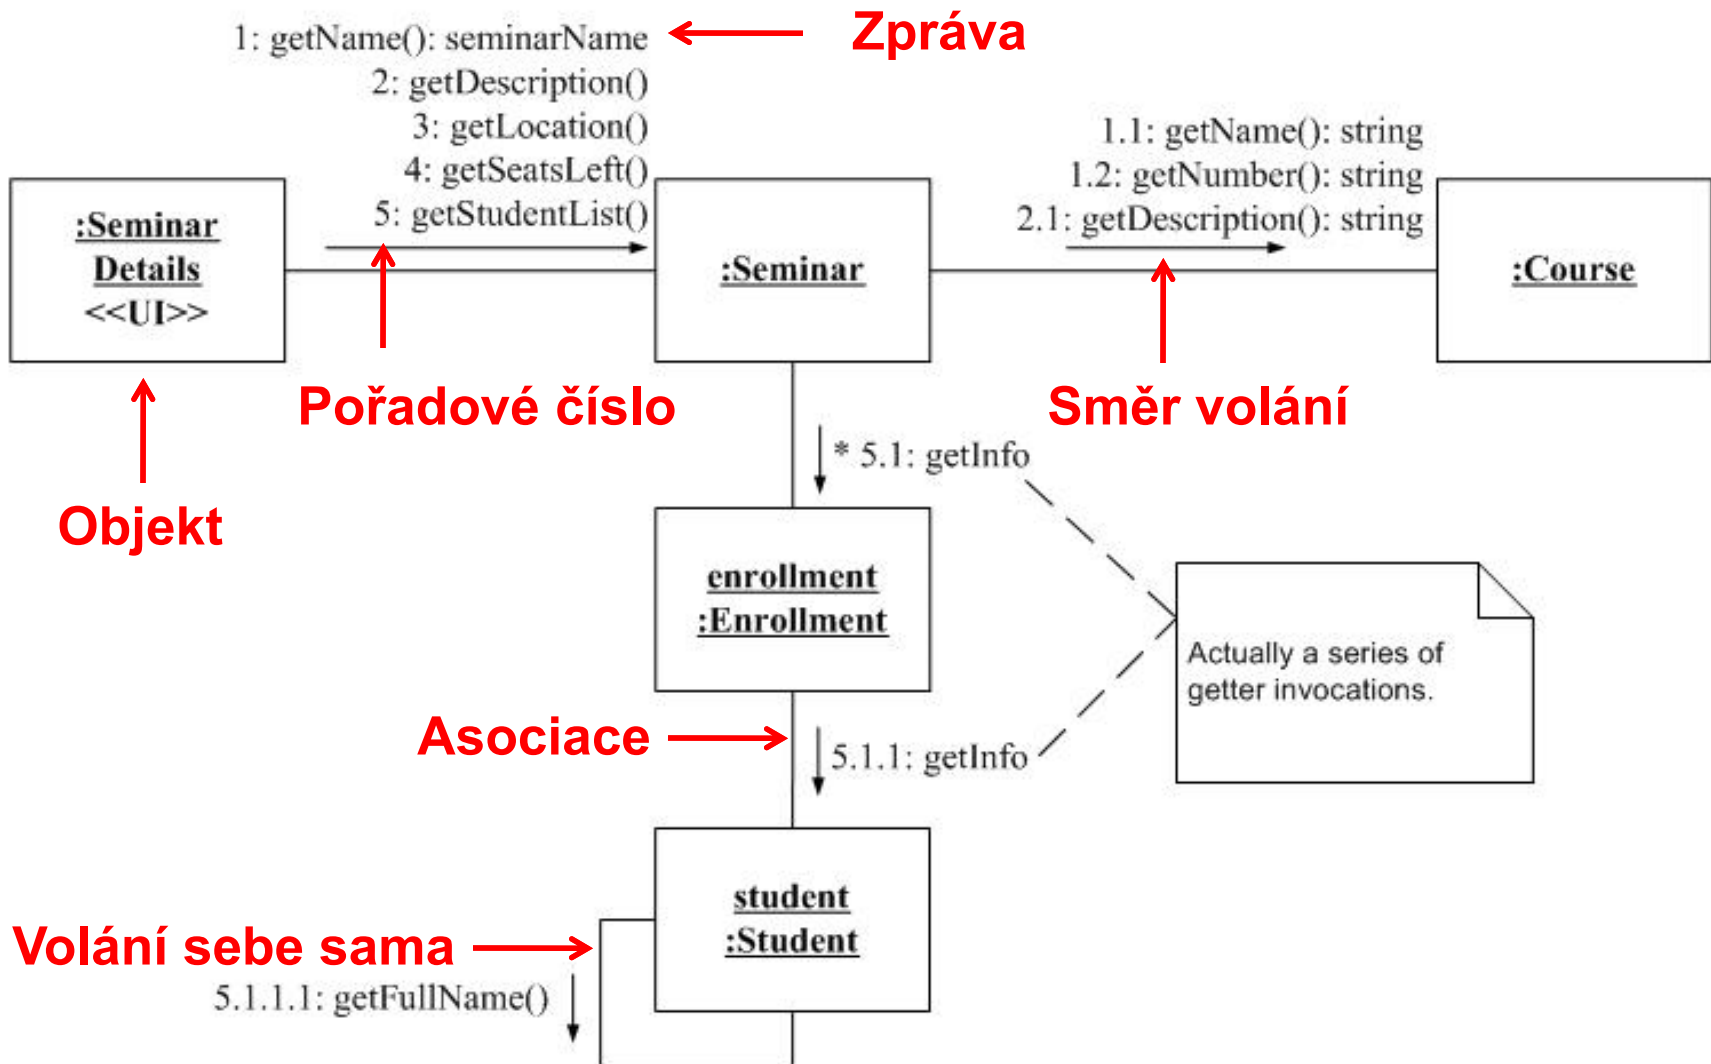 1: getName(): seminarName
Zpráva
2: getDescription()
3: getLocation()
4: getSeatsLeft()
5: getStudentList()
1.1: getName(): string
1.2: getNumber(): string
2.1: getDescription(): string
:Seminar
Details
<<UI>>
:Seminar
:Course
Pořadové číslo
Směr volání
Objekt
* 5.1: getInfo
enrollment
:Enrollment
Actually a series of
getter invocations.
Asociace
5.1.1: getInfo
student
:Student
Volání sebe sama
5.1.1.1: getFullName()